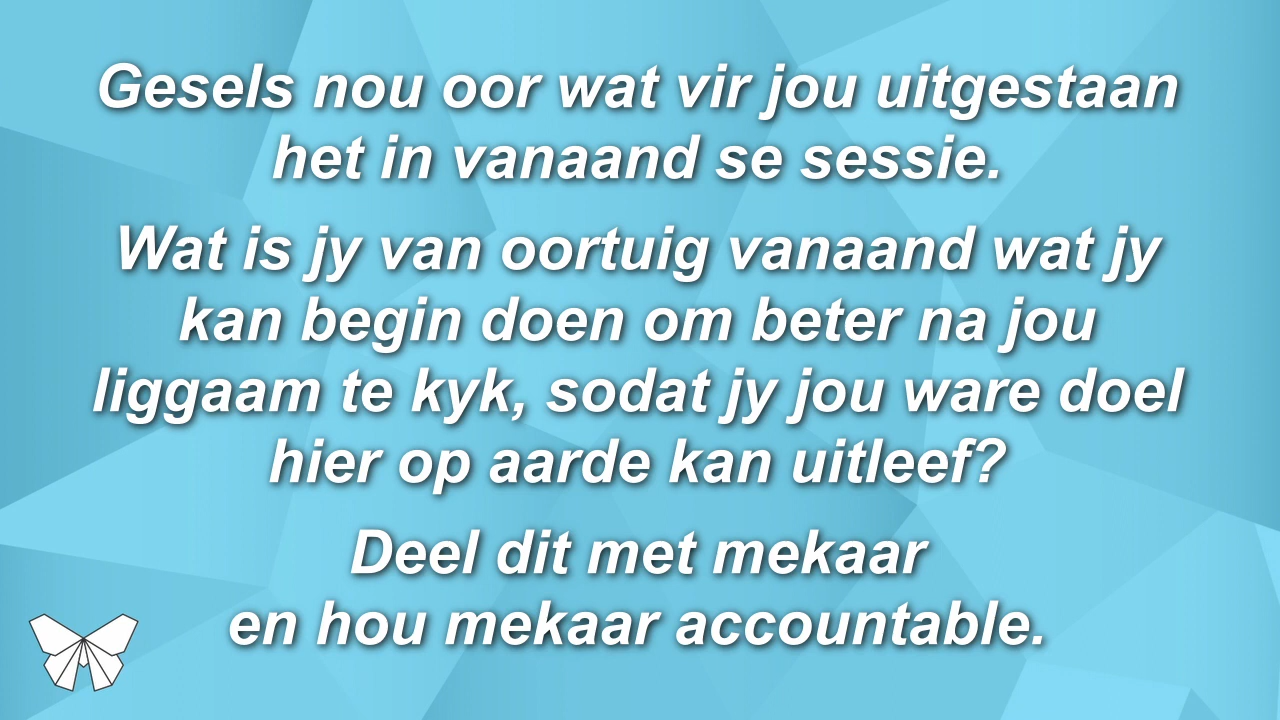 Gesels nou oor wat vir jou uitgestaan
het in vanaand se sessie.
Wat is jy van oortuig vanaand wat jy
kan begin doen om beter na jou
liggaam te kyk, sodat jy jou ware doel
hier op aarde kan uitleef?
Deel dit met mekaar
en hou mekaar accountable.